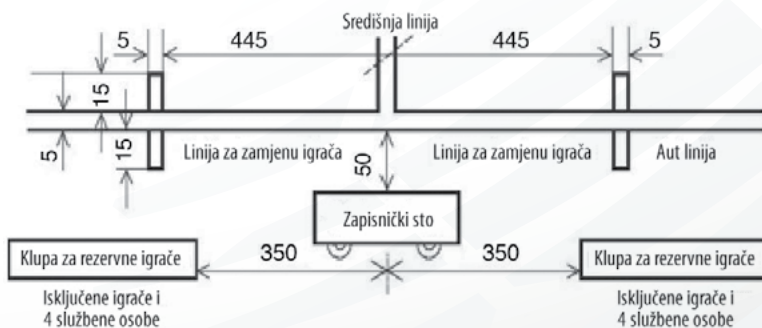 Središnja linija
5 445 445 5
15
5
15
50
Linija za zamjenu igrača Linija za zamjenu igrača Aut linija
Zapisnički sto
Klupa za rezervne igrače 350 350 Klupa za rezervne igrače
Isključene igrače i
4 službene osobe
Isključene igrače i
4 službene osobe